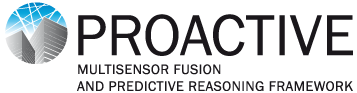 PROACTIVE
MULTISENSOR FUSION
AND PREDICTIVE REASONING FRAMEWORK